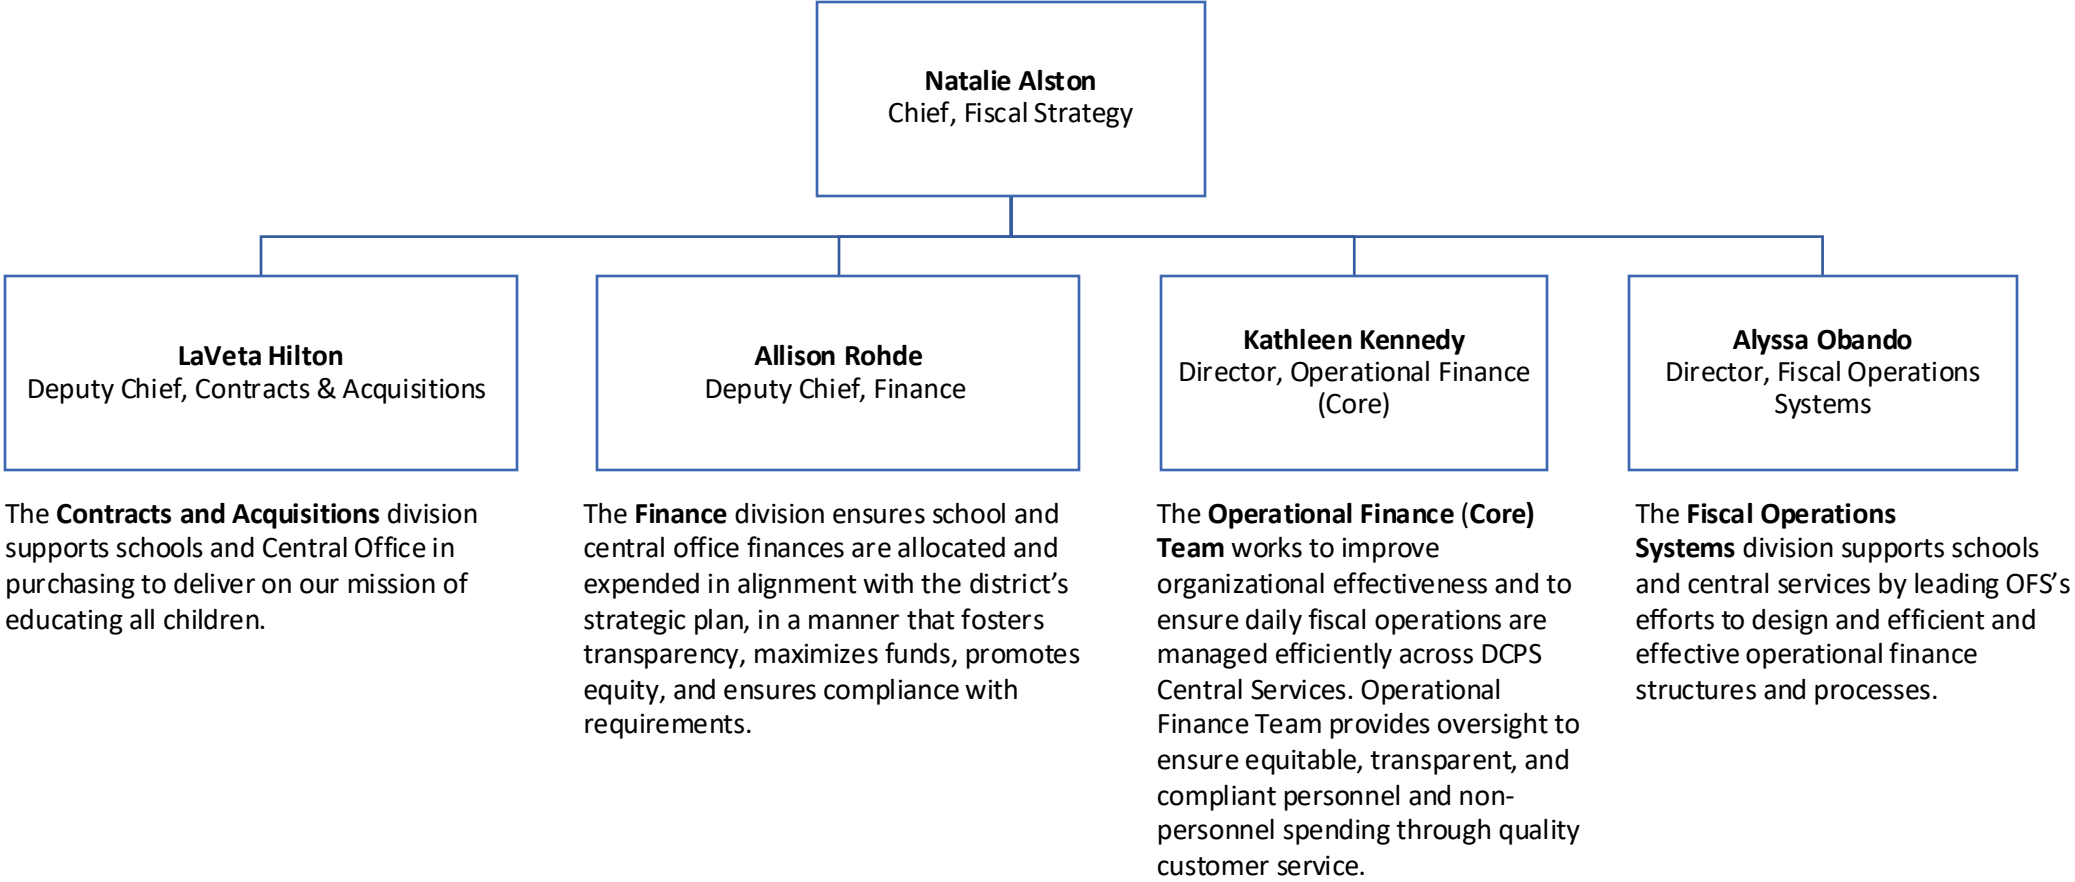 Natalie Alston
Chief, Fiscal Strategy
LaVeta Hilton
Deputy Chief, Contracts & Acquisitions
Allison Rohde
Deputy Chief, Finance
Kathleen Kennedy
Director, Operational Finance
(Core)
Alyssa Obando
Director, Fiscal Operations
Systems
The Contracts and Acquisitions division
supports schools and Central Office in
purchasing to deliver on our mission of
educating all children.
The Finance division ensures school and
central office finances are allocated and
expended in alignment with the district’s
strategic plan, in a manner that fosters
transparency, maximizes funds, promotes
equity, and ensures compliance with
requirements.
The Operational Finance (Core)
Team works to improve
organizational effectiveness and to
ensure daily fiscal operations are
managed efficiently across DCPS
Central Services. Operational
Finance Team provides oversight to
ensure equitable, transparent, and
compliant personnel and non-
personnel spending through quality
customer service.
The Fiscal Operations
Systems division supports schools
and central services by leading OFS’s
efforts to design and efficient and
effective operational finance
structures and processes.